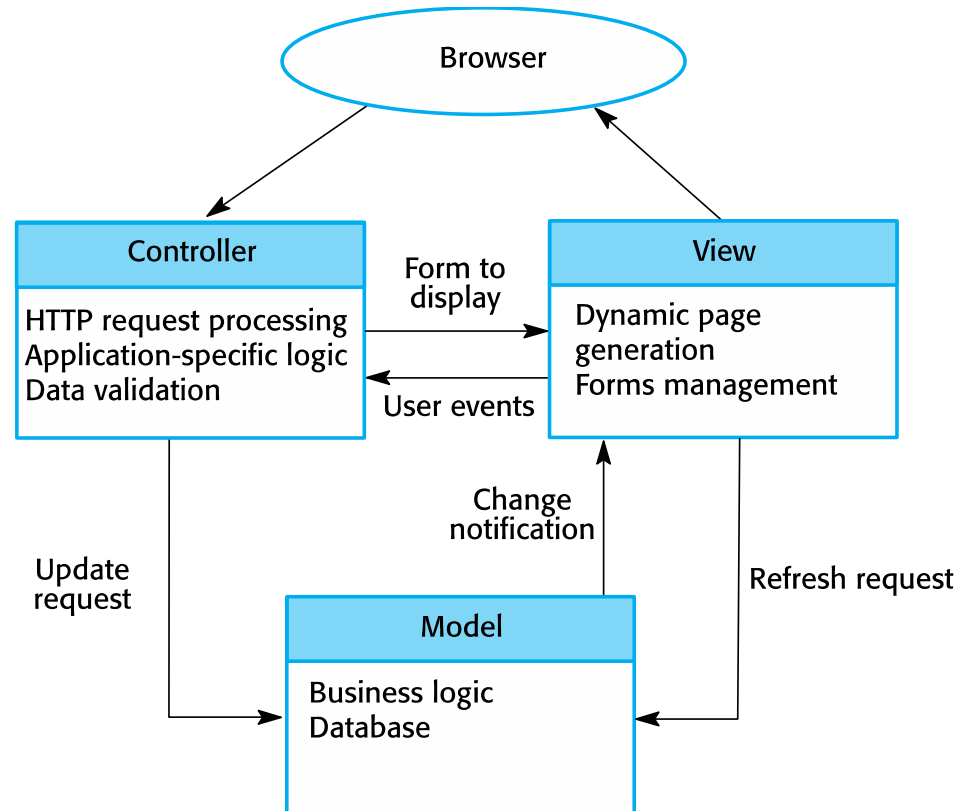 Browser
Controller
HTTP request processing
Application-specific logic
Data validation
Form to
display
User events
View
Dynamic page
generation
Forms management
Update
request
Change
notification
Refresh request
Model
Business logic
Database